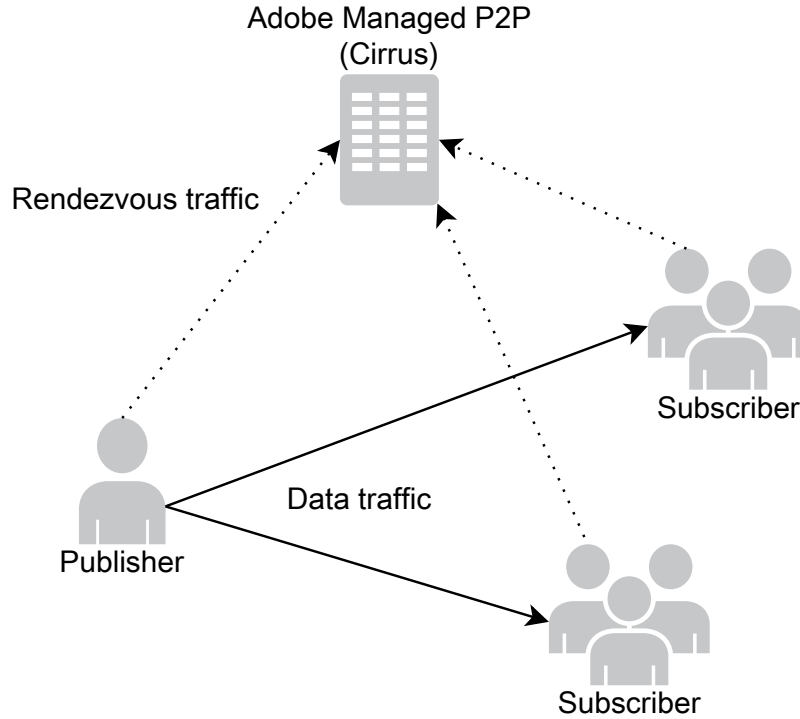 Adobe Managed P2P
(Cirrus)
Rendezvous traffic
Subscriber
Data traffic
Publisher
Subscriber